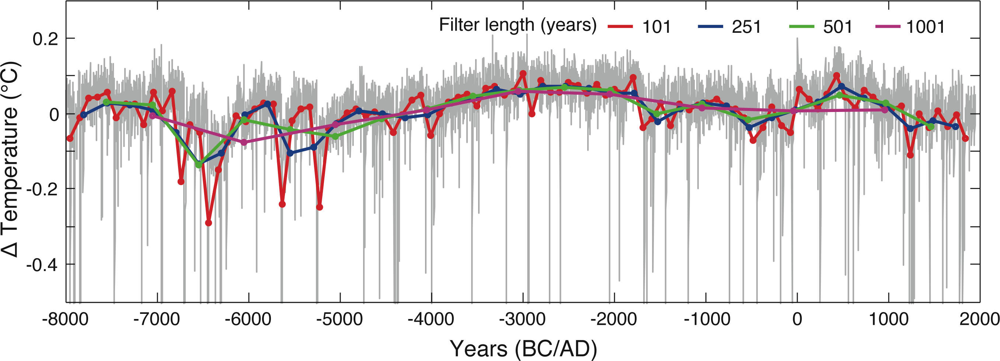 Filter length (years) 101 251 501 1001
0.2
0
-0.2
-0.4
Δ Temperature (°C)
-8000 -7000 -6000 -5000 -4000 -3000 -2000 -1000 0 1000 2000
Years (BC/AD)